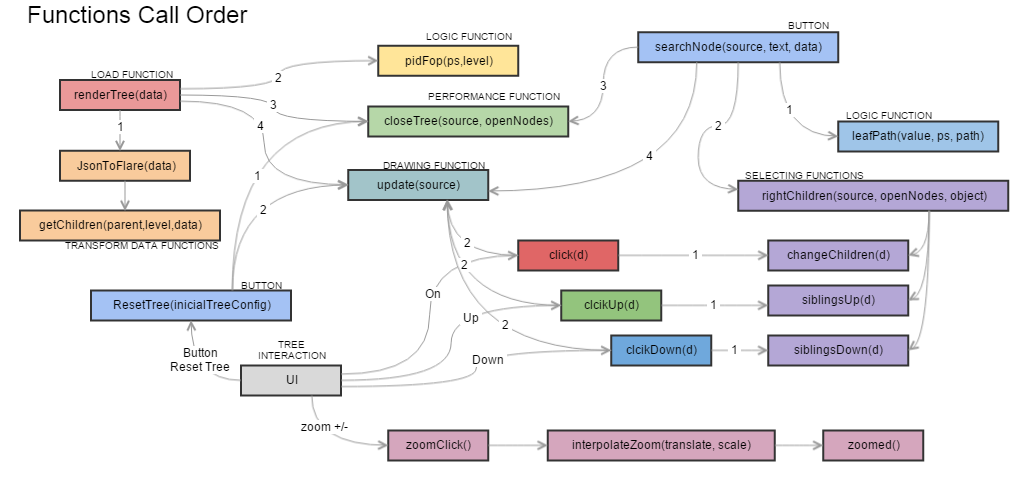 Functions Call Order
LOGIC FUNCTION
pidFop(ps,level)
BUTTON
searchNode(source, text, data)
LOAD FUNCTION
renderTree(data)
2
3
4
1
PERFORMANCE FUNCTION
closeTree(source, openNodes)
3
2
1
4
LOGIC FUNCTION
leafPath(value, ps, path)
JsonToFlare(data)
DRAWING FUNCTION
update(source)
1
2
SELECTING FUNCTIONS
rightChildren(source, openNodes, object)
getChildren(parent,level,data)
TRANSFORM DATA FUNCTIONS
2
click(d)
1
changeChildren(d)
2
BUTTON
ResetTree(inicialTreeConfig)
On
clcikUp(d)
1
siblingsUp(d)
Up
2
clcikDown(d)
1
siblingsDown(d)
Button
Reset Tree
TREE
INTERACTION
UI
Down
zoom +/-
zoomClick()
interpolateZoom(translate, scale)
zoomed()